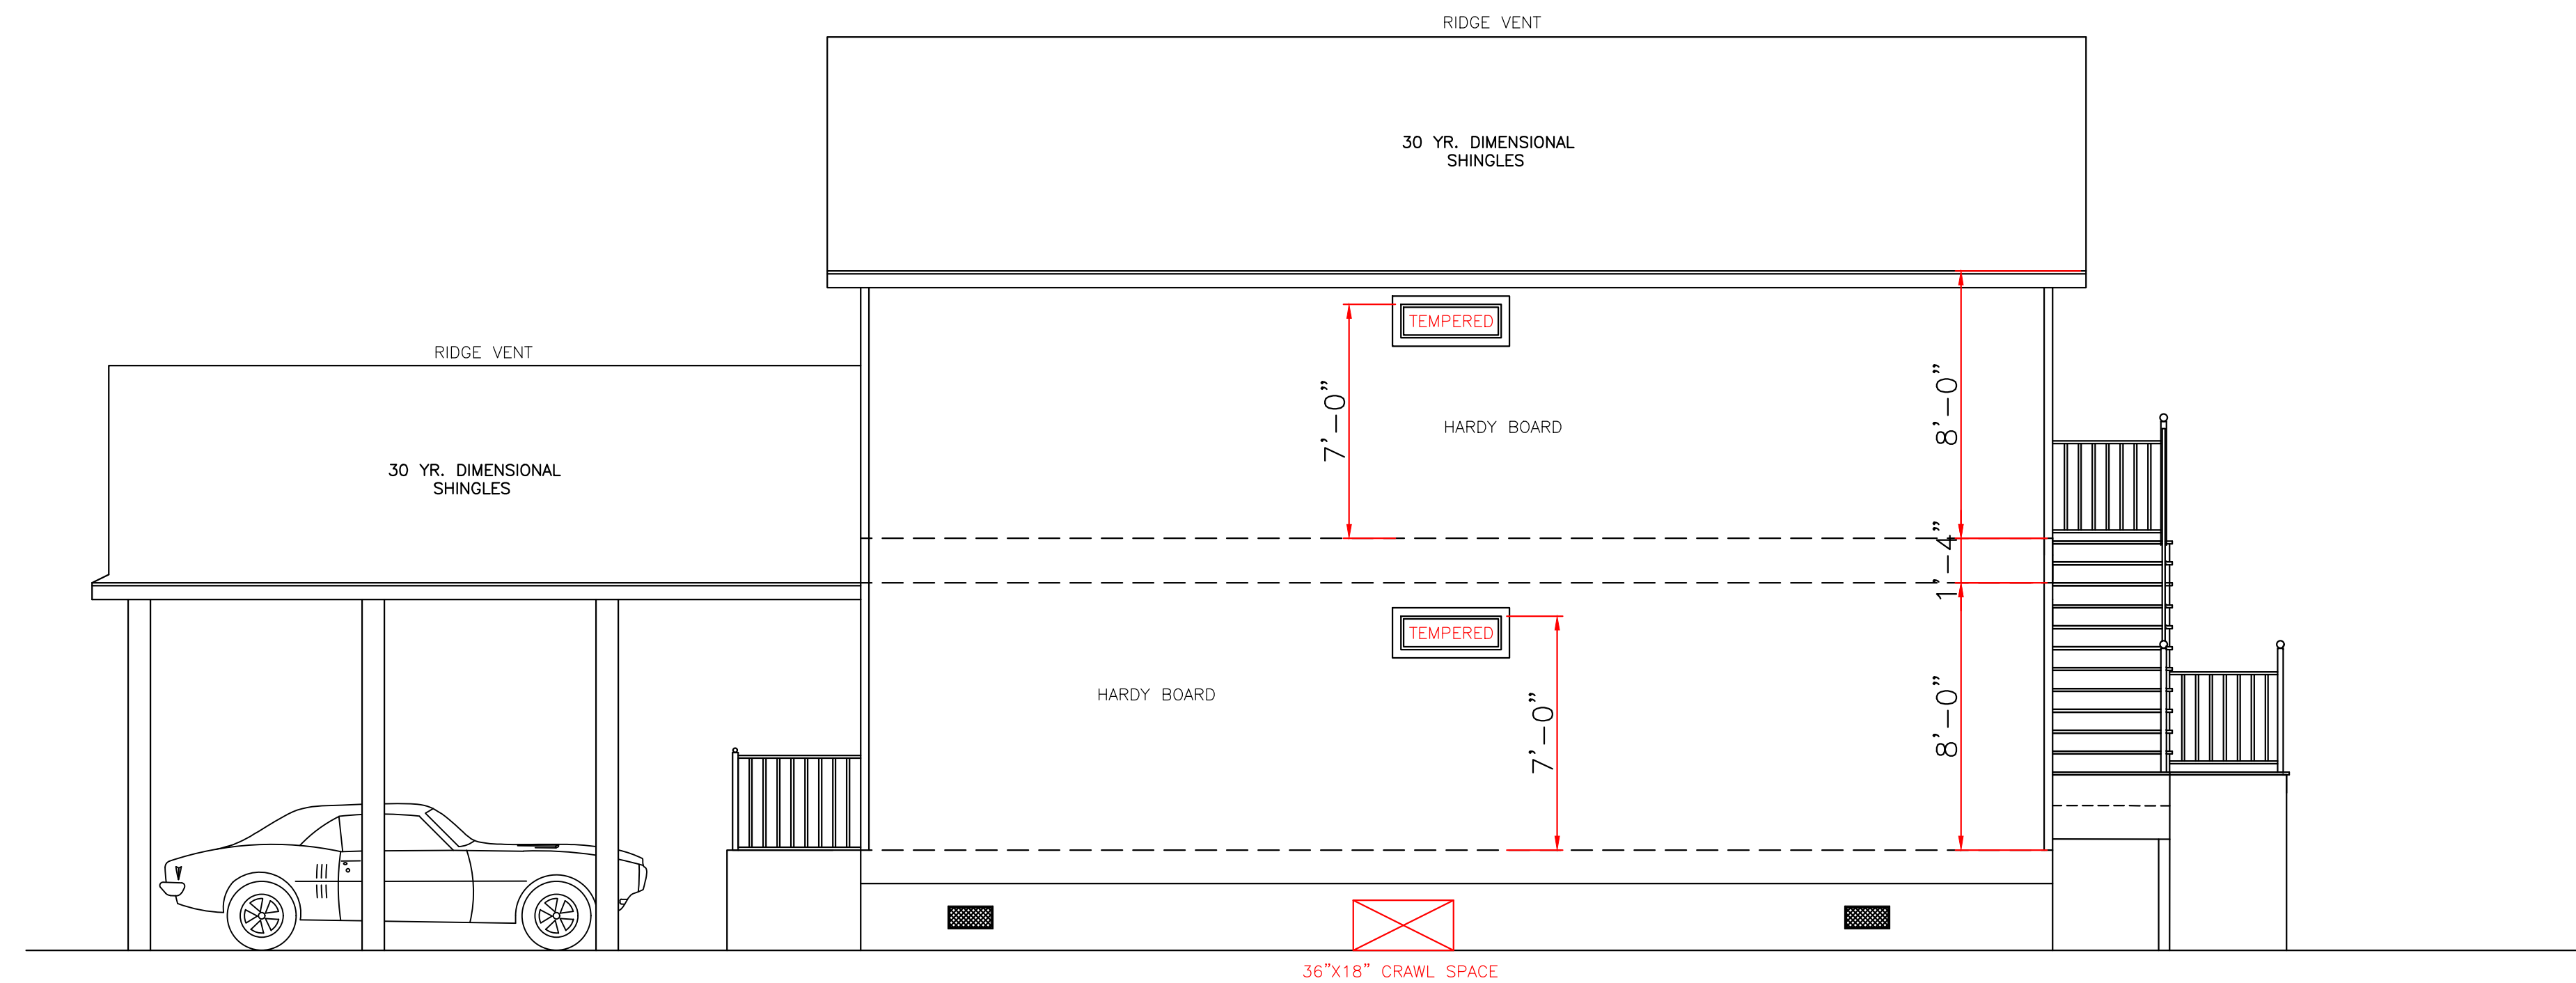 RIDGE VENT
30 YR. DIMENSIONAL
SHINGLES
TEMPERED
RIDGE VENT
7'-0"
8'-0"
HARDY BOARD
30 YR. DIMENSIONAL
SHINGLES
1'-4"
TEMPERED
HARDY BOARD
7'-0"
8'-0"
36"X18" CRAWL SPACE